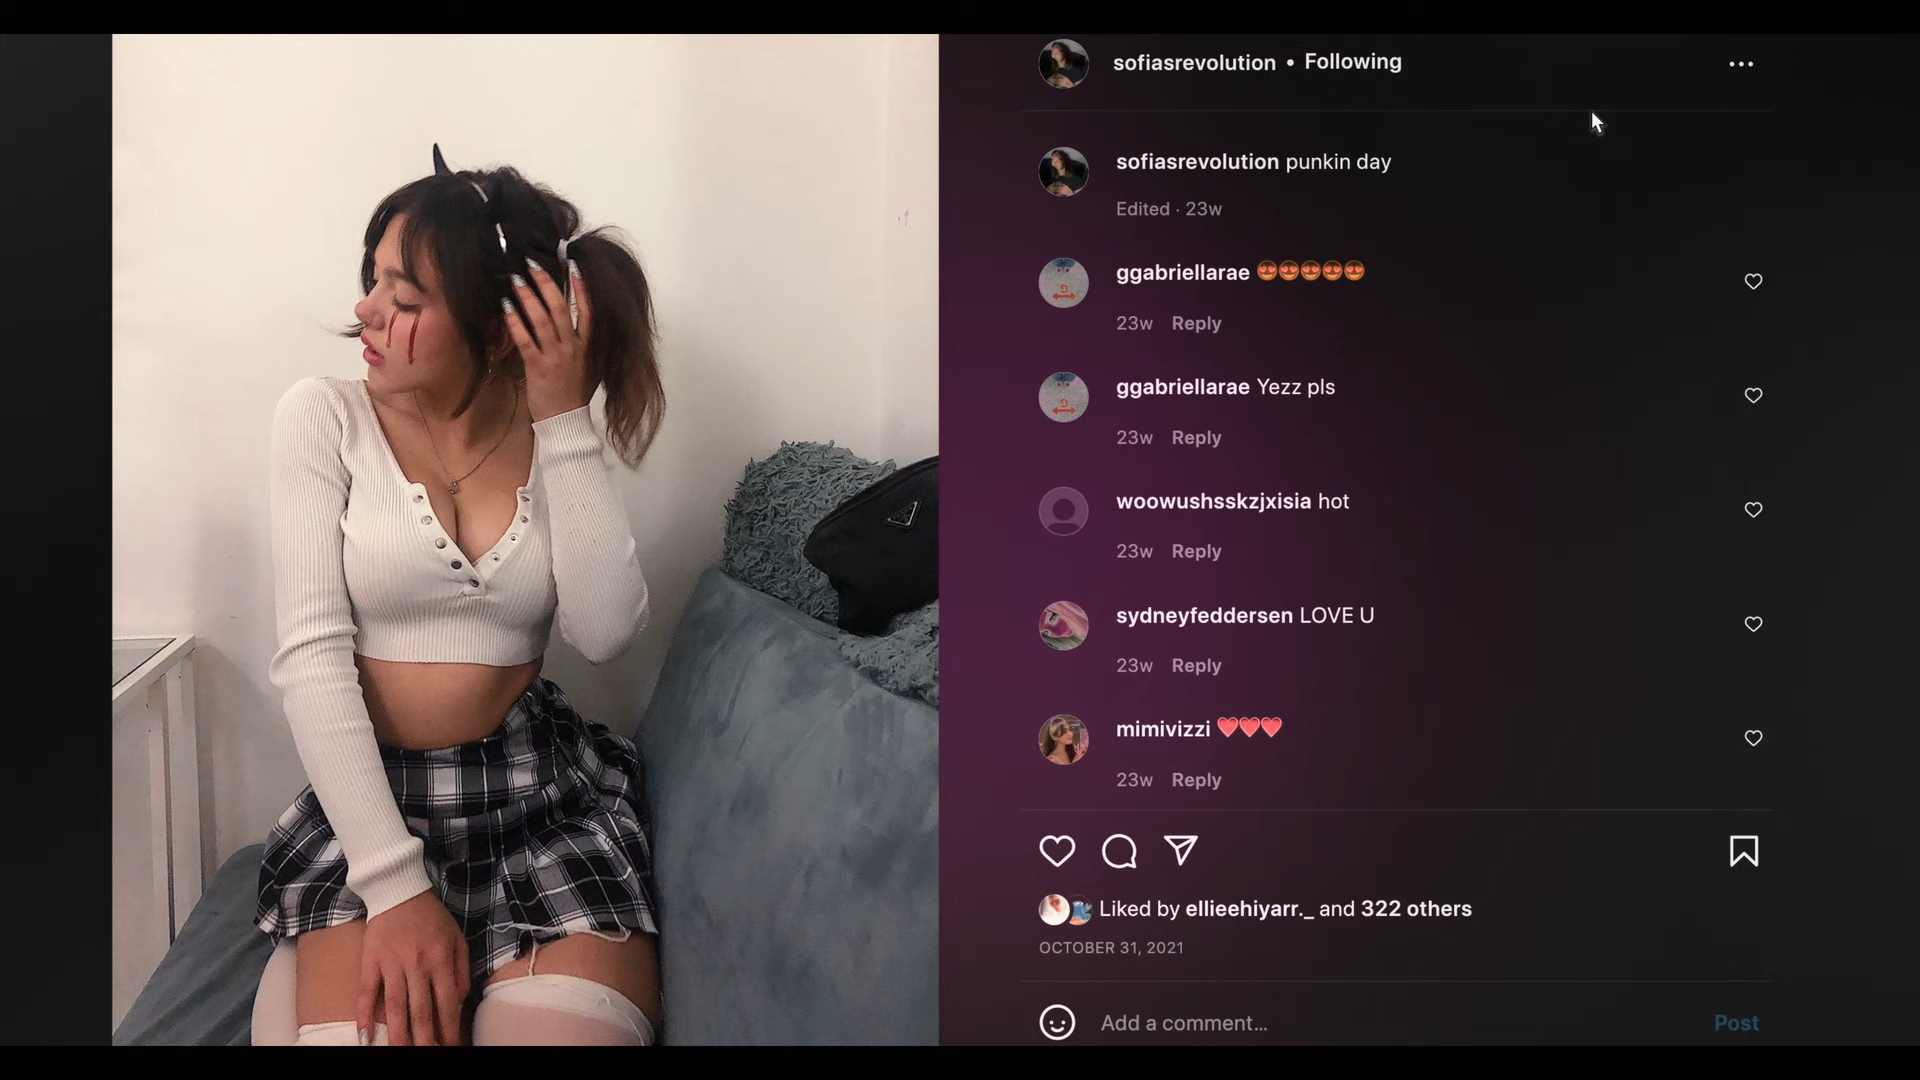 sofiasrevolution • Following
sofiasrevolution punkin day
Edited · 23w
ggabriellarae 😍😍😍😍😍
23w Reply
ggabriellarae Yezz pls
23w Reply
woowushsskzjxisia hot
23w Reply
sydneyfeddersen LOVE U
23w Reply
mimivizzi ❤️❤️❤️
23w Reply
Liked by ellieehiyarr._ and 322 others
OCTOBER 31, 2021
Add a comment...
Post